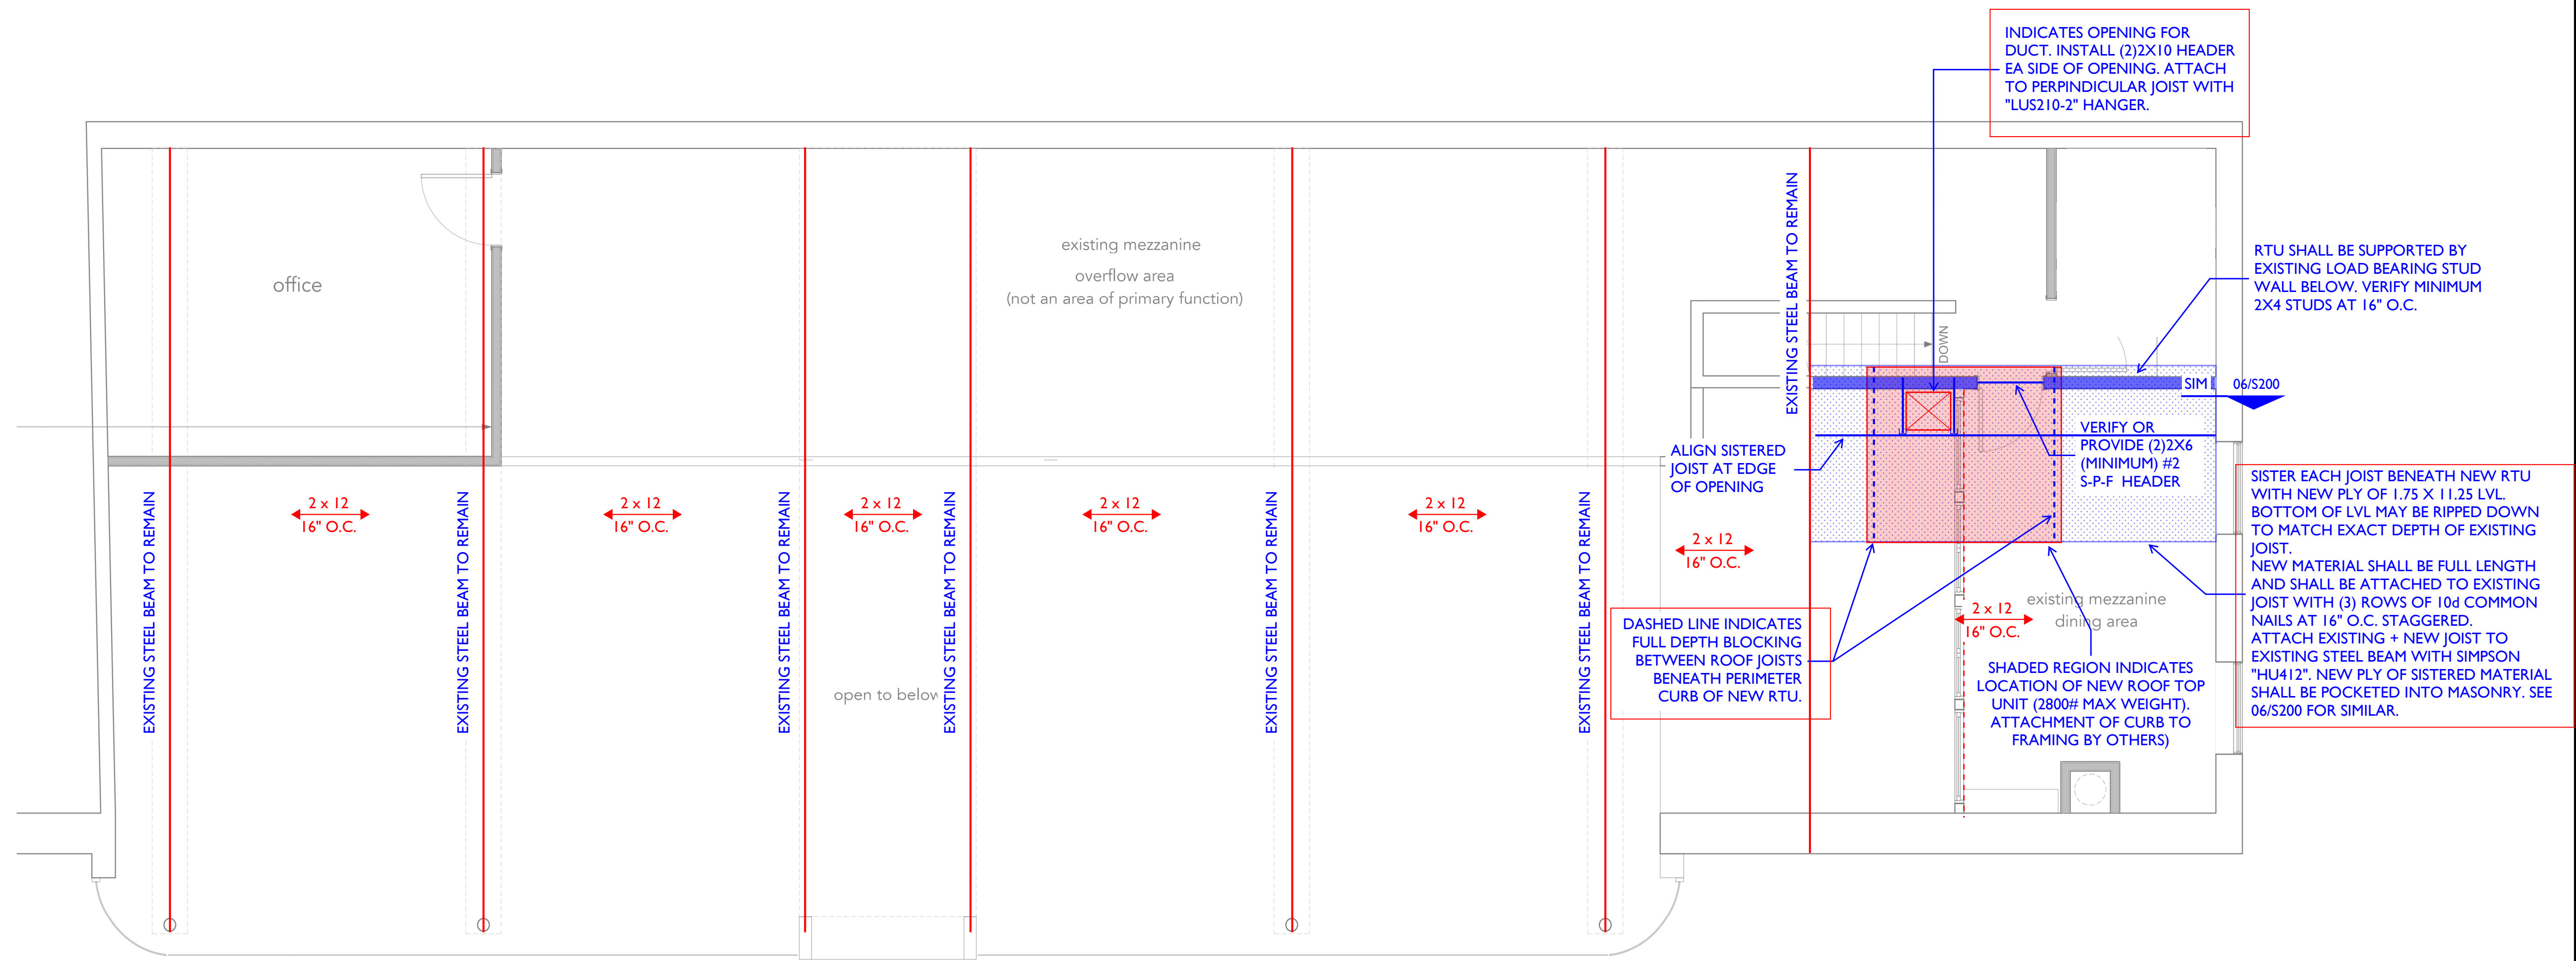 INDICATES OPENING FOR
DUCT. INSTALL (2)2X10 HEADER
EA SIDE OF OPENING. ATTACH
TO PERPINDICULAR JOIST WITH
"LUS210-2" HANGER.
office
existing mezzanine
overflow area
(not an area of primary function)
EXISTING STEEL BEAM TO REMAIN
DOWN
RTU SHALL BE SUPPORTED BY
EXISTING LOAD BEARING STUD
WALL BELOW. VERIFY MINIMUM
2X4 STUDS AT 16" O.C.
SIM
06/S200
ALIGN SISTERED
JOIST AT EDGE
OF OPENING
VERIFY OR
PROVIDE (2)2X6
(MINIMUM) #2
S-P-F HEADER
SISTER EACH JOIST BENEATH NEW RTU
WITH NEW PLY OF 1.75 X 11.25 LVL.
BOTTOM OF LVL MAY BE RIPPED DOWN
TO MATCH EXACT DEPTH OF EXISTING
JOIST.
NEW MATERIAL SHALL BE FULL LENGTH
AND SHALL BE ATTACHED TO EXISTING
JOIST WITH (3) ROWS OF 10d COMMON
NAILS AT 16" O.C. STAGGERED.
ATTACH EXISTING + NEW JOIST TO
EXISTING STEEL BEAM WITH SIMPSON
"HU412". NEW PLY OF SISTERED MATERIAL
SHALL BE POCKETED INTO MASONRY. SEE
06/S200 FOR SIMILAR.
EXISTING STEEL BEAM TO REMAIN
2 x 12
16" O.C.
EXISTING STEEL BEAM TO REMAIN
2 x 12
16" O.C.
EXISTING STEEL BEAM TO REMAIN
2 x 12
16" O.C.
EXISTING STEEL BEAM TO REMAIN
2 x 12
16" O.C.
EXISTING STEEL BEAM TO REMAIN
2 x 12
16" O.C.
EXISTING STEEL BEAM TO REMAIN
2 x 12
16" O.C.
open to below
DASHED LINE INDICATES
FULL DEPTH BLOCKING
BETWEEN ROOF JOISTS
BENEATH PERIMETER
CURB OF NEW RTU.
existing mezzanine
dining area
2 x 12
16" O.C.
SHADED REGION INDICATES
LOCATION OF NEW ROOF TOP
UNIT (2800# MAX WEIGHT).
ATTACHMENT OF CURB TO
FRAMING BY OTHERS)